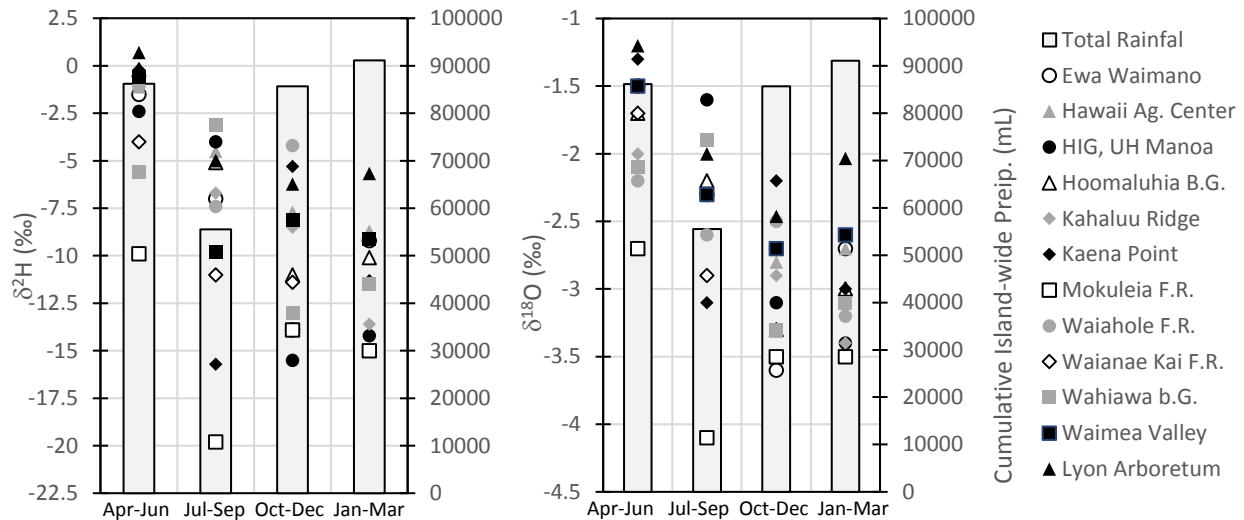 2.5
0
-2.5
-5
-7.5
-10
-12.5
-15
-17.5
-20
-22.5
δ²H (‰)
100000
90000
80000
70000
60000
50000
40000
30000
20000
10000
0
Apr-Jun Jul-Sep Oct-Dec Jan-Mar
-1
-1.5
-2
-2.5
-3
-3.5
-4
-4.5
δ¹⁸O (‰)
100000
90000
80000
70000
60000
50000
40000
30000
20000
10000
0
Apr-Jun Jul-Sep Oct-Dec Jan-Mar
Cumulative Island-wide Preip. (mL)
Total Rainfal
Ewa Waimano
Hawaii Ag. Center
HIG, UH Manoa
Hoomaluhia B.G.
Kahaluu Ridge
Kaena Point
Mokuleia F.R.
Waiahole F.R.
Waianae Kai F.R.
Wahiawa b.G.
Waimea Valley
Lyon Arboretum